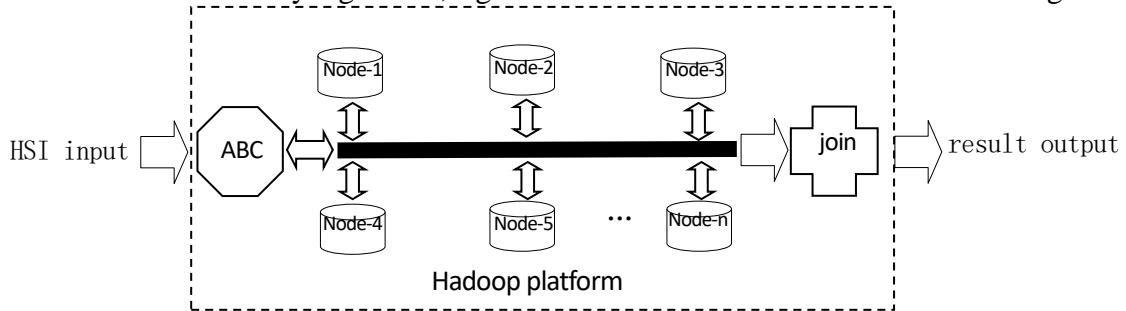 Node-1
Node-2
Node-3
HSI input
ABC
join
result output
Node-4
Node-5
...
Node-n
Hadoop platform